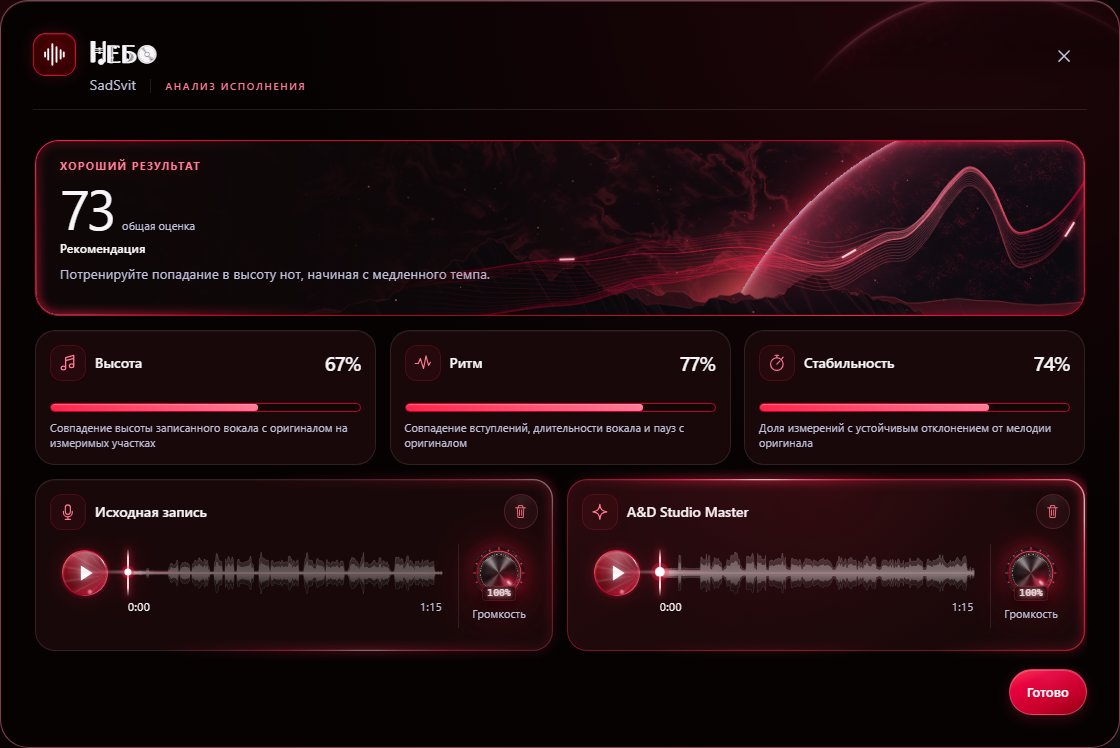 НЕБО
SadSvit
АНАЛИЗ ИСПОЛНЕНИЯ
ХОРОШИЙ РЕЗУЛЬТАТ
73 общая оценка
Рекомендация
Потренируйте попадание в высоту нот, начиная с медленного темпа.
Высота 67%
Совпадение высоты записанного вокала с оригиналом на
измеримых участках
Ритм 77%
Совпадение вступлений, длительности вокала и пауз с
оригиналом
Стабильность 74%
Доля измерений с устойчивым отклонением от мелодии
оригинала
Исходная запись
100%
0:00 1:15
Громкость
A&D Studio Master
100%
0:00 1:15
Громкость
Готово